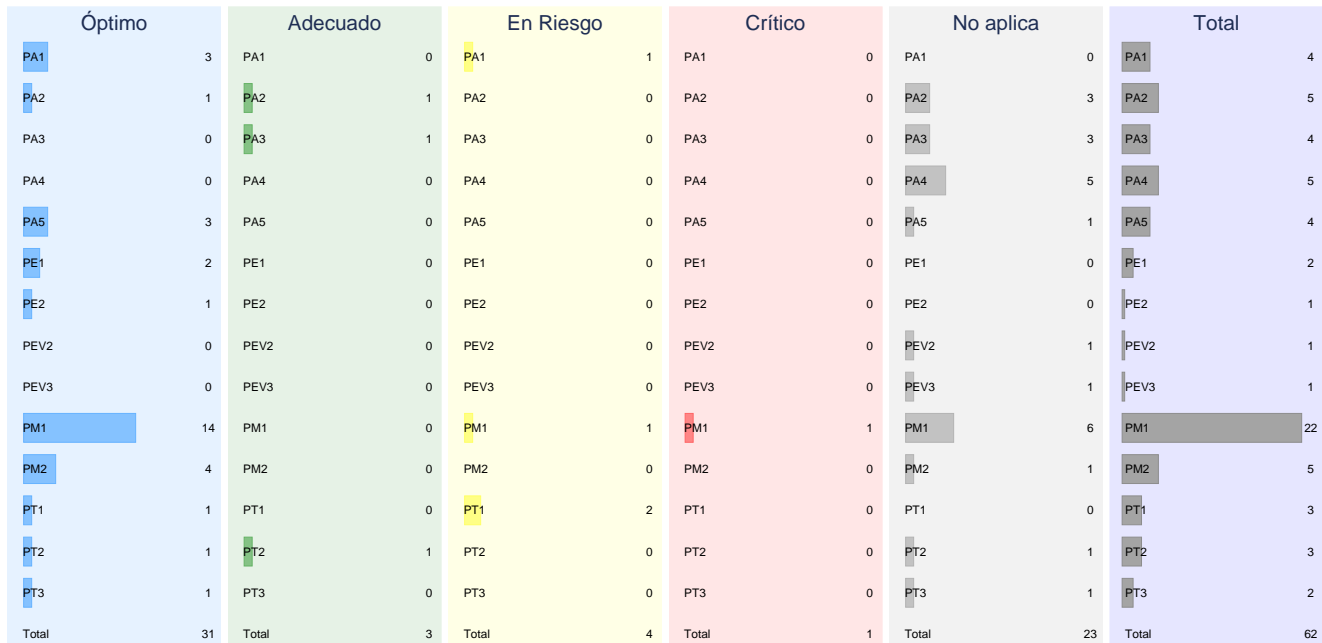 Óptimo Adecuado En Riesgo Crítico No aplica Total
PA1 3 PA1 0 PA1 1 PA1 0 PA1 0 PA1 4
PA2 1 PA2 1 PA2 0 PA2 0 PA2 3 PA2 5
PA3 0 PA3 1 PA3 0 PA3 0 PA3 3 PA3 4
PA4 0 PA4 0 PA4 0 PA4 0 PA4 5 PA4 5
PA5 3 PA5 0 PA5 0 PA5 0 PA5 1 PA5 4
PE1 2 PE1 0 PE1 0 PE1 0 PE1 0 PE1 2
PE2 1 PE2 0 PE2 0 PE2 0 PE2 0 PE2 1
PEV2 0 PEV2 0 PEV2 0 PEV2 0 PEV2 1 PEV2 1
PEV3 0 PEV3 0 PEV3 0 PEV3 0 PEV3 1 PEV3 1
PM1 14 PM1 0 PM1 1 PM1 1 PM1 6 PM1 22
PM2 4 PM2 0 PM2 0 PM2 0 PM2 1 PM2 5
PT1 1 PT1 0 PT1 2 PT1 0 PT1 0 PT1 3
PT2 1 PT2 1 PT2 0 PT2 0 PT2 1 PT2 3
PT3 1 PT3 0 PT3 0 PT3 0 PT3 1 PT3 2
Total 31 Total 3 Total 4 Total 1 Total 23 Total 62